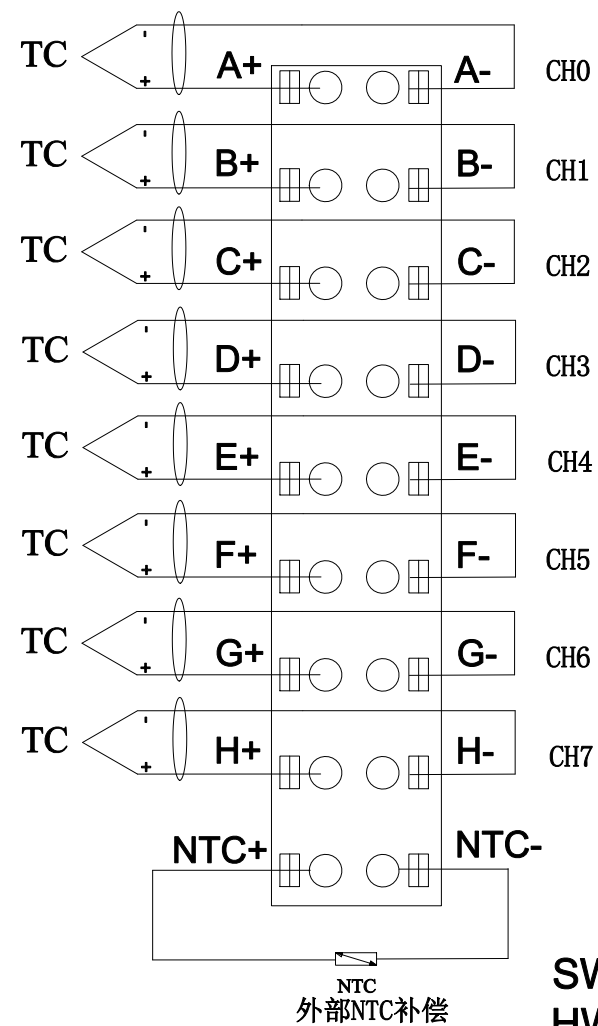 TC - + A+ A- CH0
TC - + B+ B- CH1
TC - + C+ C- CH2
TC - + D+ D- CH3
TC - + E+ E- CH4
TC - + F+ F- CH5
TC - + G+ G- CH6
TC - + H+ H- CH7
NTC+ NTC-
NTC
外部NTC补偿